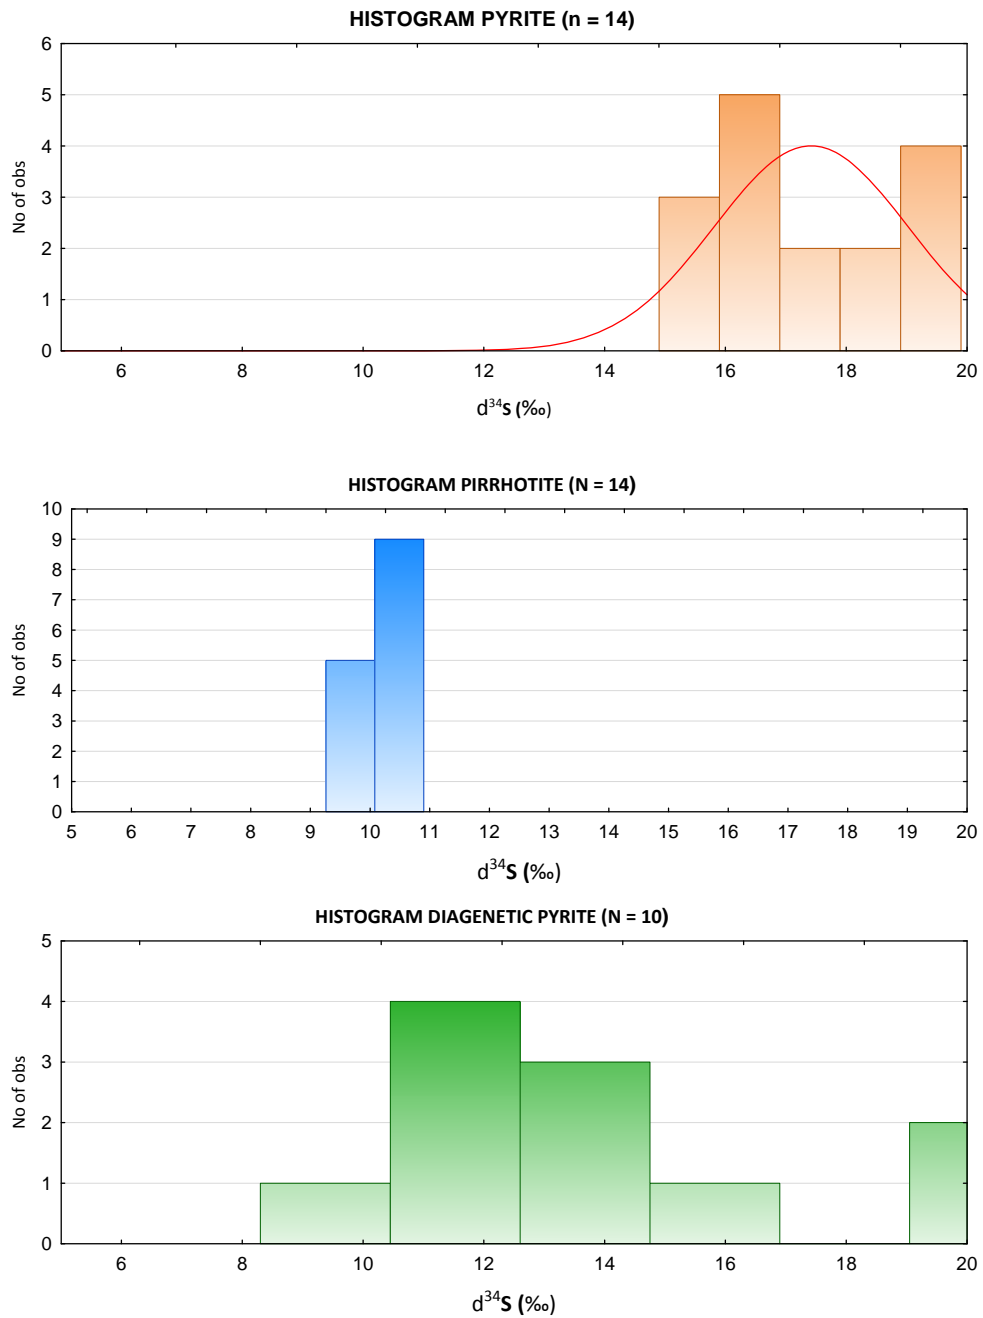 HISTOGRAM PYRITE (n = 14)
6
5
4
3
2
1
0
No of obs
6 8 10 12 14 16 18 20
d³⁴S (‰)
HISTOGRAM PIRRHOTITE (N = 14)
10
9
8
7
6
5
4
3
2
1
0
No of obs
5 6 7 8 9 10 11 12 13 14 15 16 17 18 19 20
d³⁴S (‰)
HISTOGRAM DIAGENETIC PYRITE (N = 10)
5
4
3
2
1
0
No of obs
6 8 10 12 14 16 18 20
d³⁴S (‰)